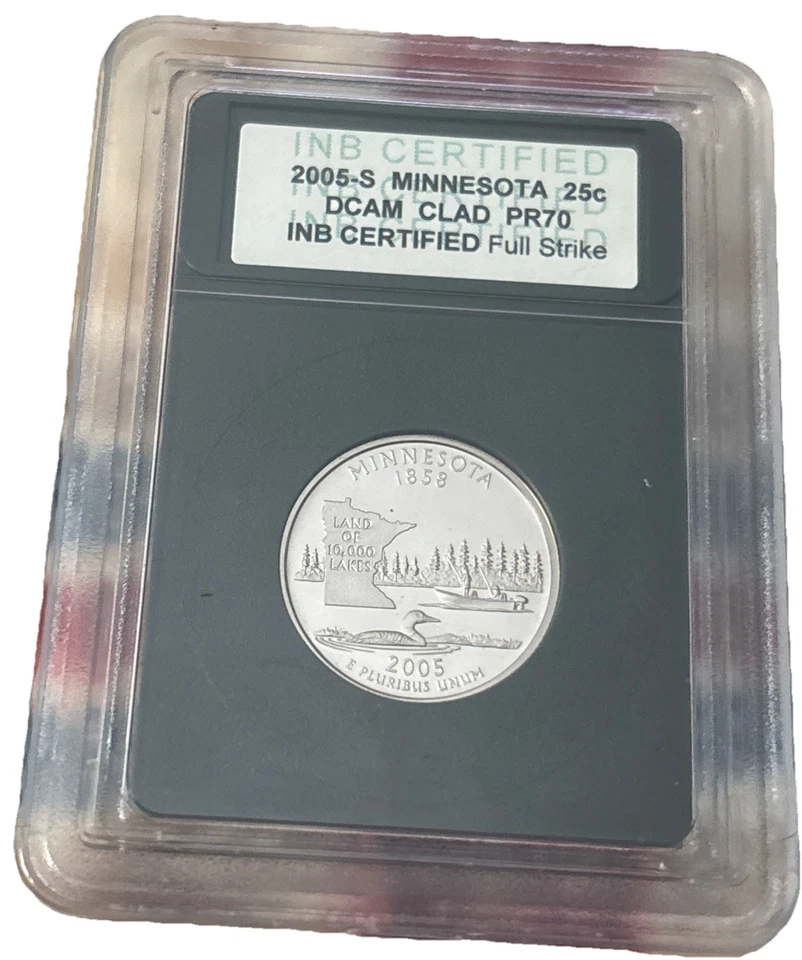 INB CERTIFIED
2005-S MINNESOTA 25c
DCAM CLAD PR70
INB CERTIFIED Full Strike
MINNESOTA
1858
LAND
OF
10,000
LAKES
2005
E PLURIBUS UNUM